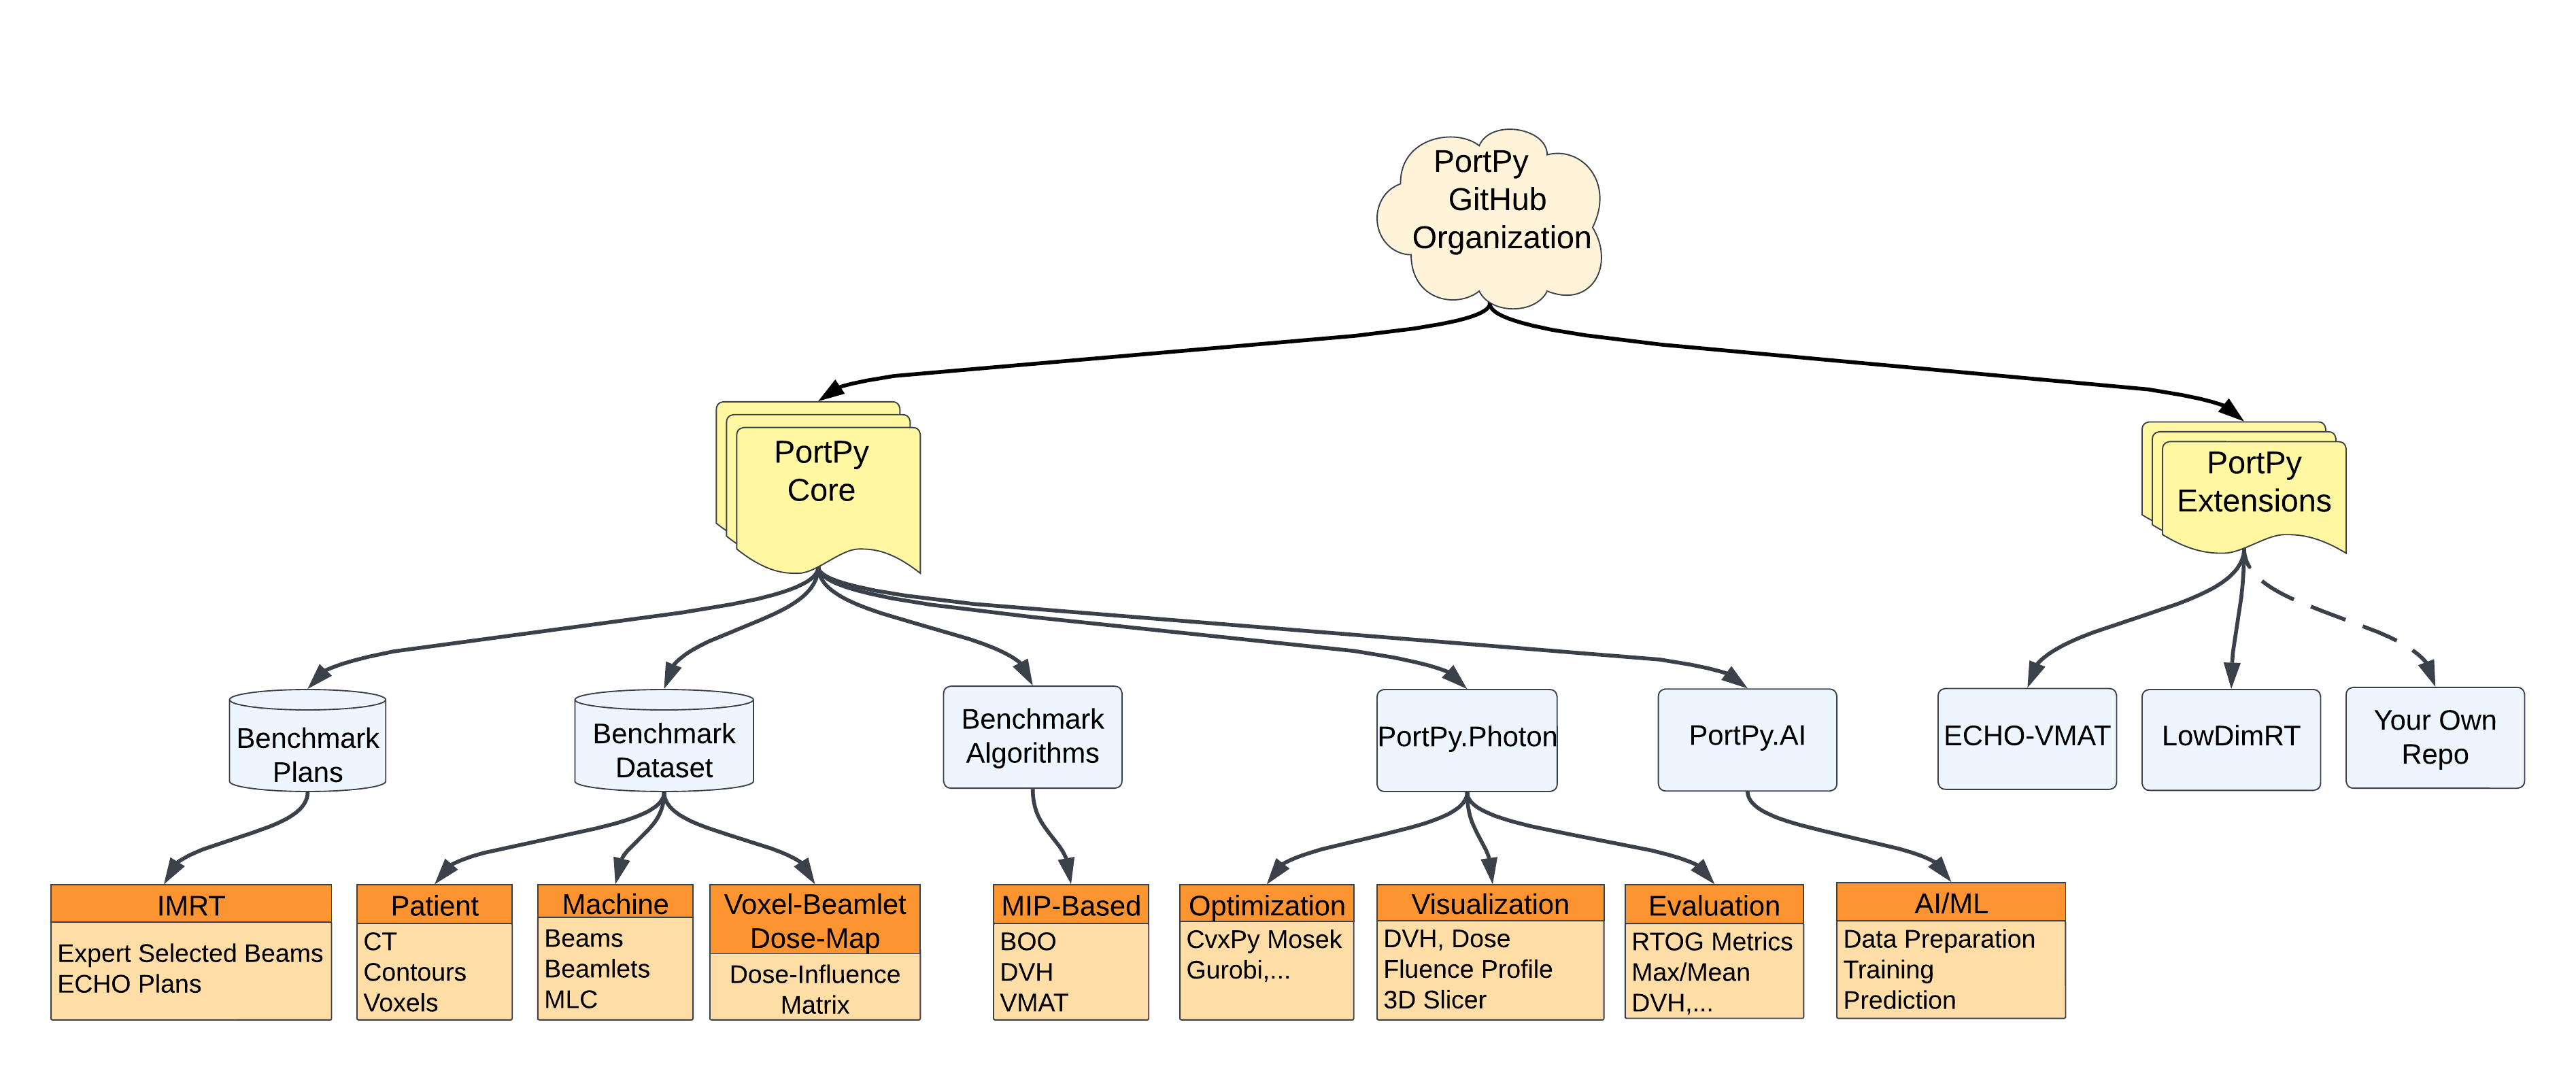 PortPy
GitHub
Organization
PortPy
Core
PortPy
Extensions
Benchmark
Plans
Benchmark
Dataset
Benchmark
Algorithms
PortPy.Photon
PortPy.AI
ECHO-VMAT
LowDimRT
Your Own
Repo
IMRT
Expert Selected Beams
ECHO Plans
Patient
CT
Contours
Voxels
Machine
Beams
Beamlets
MLC
Voxel-Beamlet
Dose-Map
Dose-Influence
Matrix
MIP-Based
BOO
DVH
VMAT
Optimization
CvxPy Mosek
Gurobi,...
Visualization
DVH, Dose
Fluence Profile
3D Slicer
Evaluation
RTOG Metrics
Max/Mean
DVH,...
AI/ML
Data Preparation
Training
Prediction